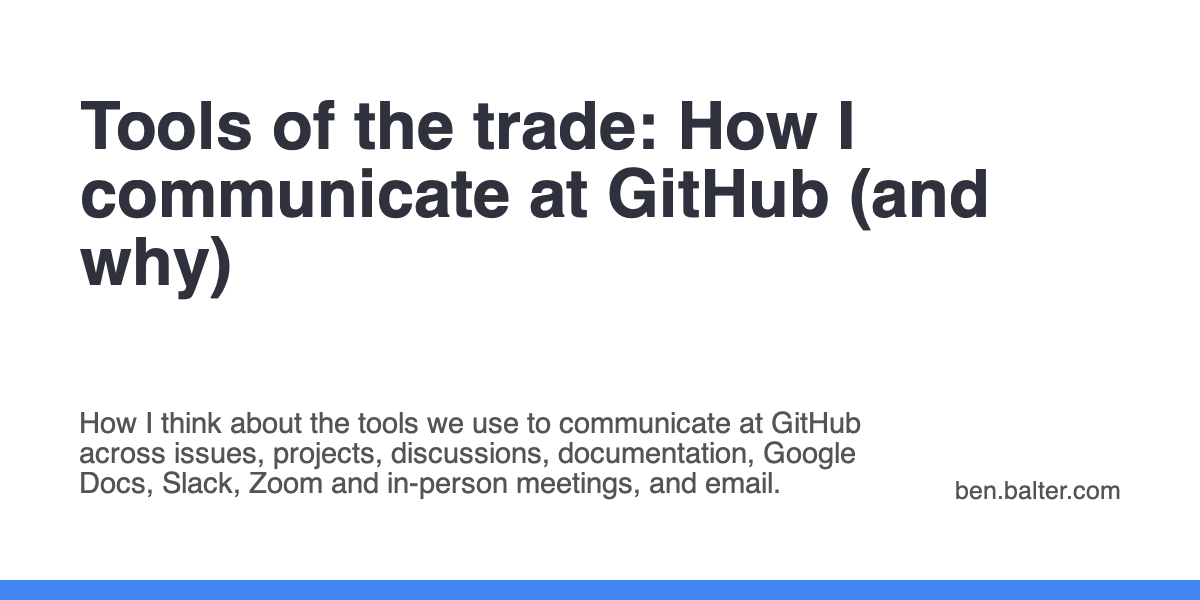 Tools of the trade: How I
communicate at GitHub (and
why)
How I think about the tools we use to communicate at GitHub
across issues, projects, discussions, documentation, Google
Docs, Slack, Zoom and in-person meetings, and email.
ben.balter.com